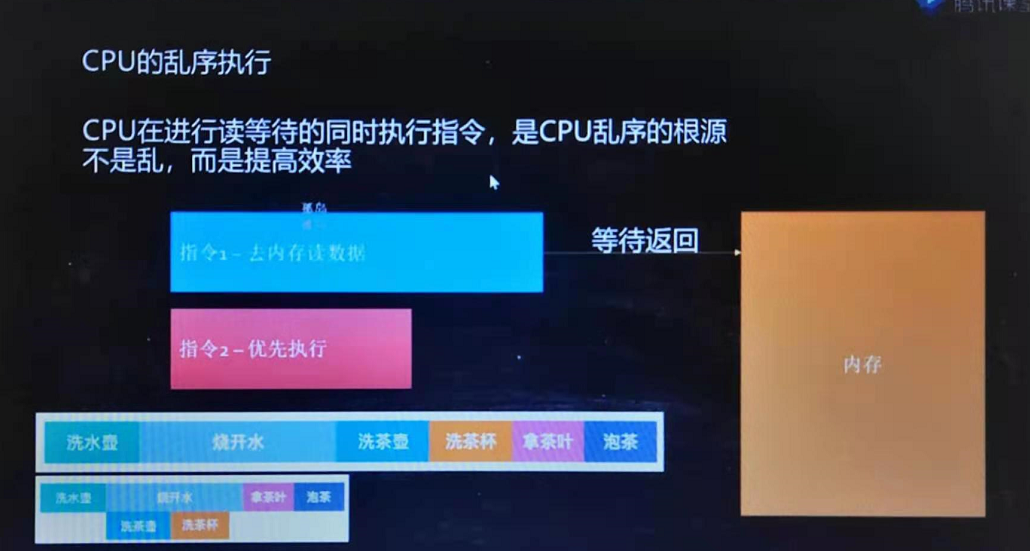 腾讯课堂
CPU的乱序执行
CPU在进行读等待的同时执行指令，是CPU乱序的根源
不是乱，而是提高效率
孤岛
指令1 – 去内存读数据
等待返回
指令2 – 优先执行
内存
洗水壶 烧开水 洗茶壶 洗茶杯 拿茶叶 泡茶
洗水壶 烧开水 拿茶叶 泡茶
洗茶壶 洗茶杯